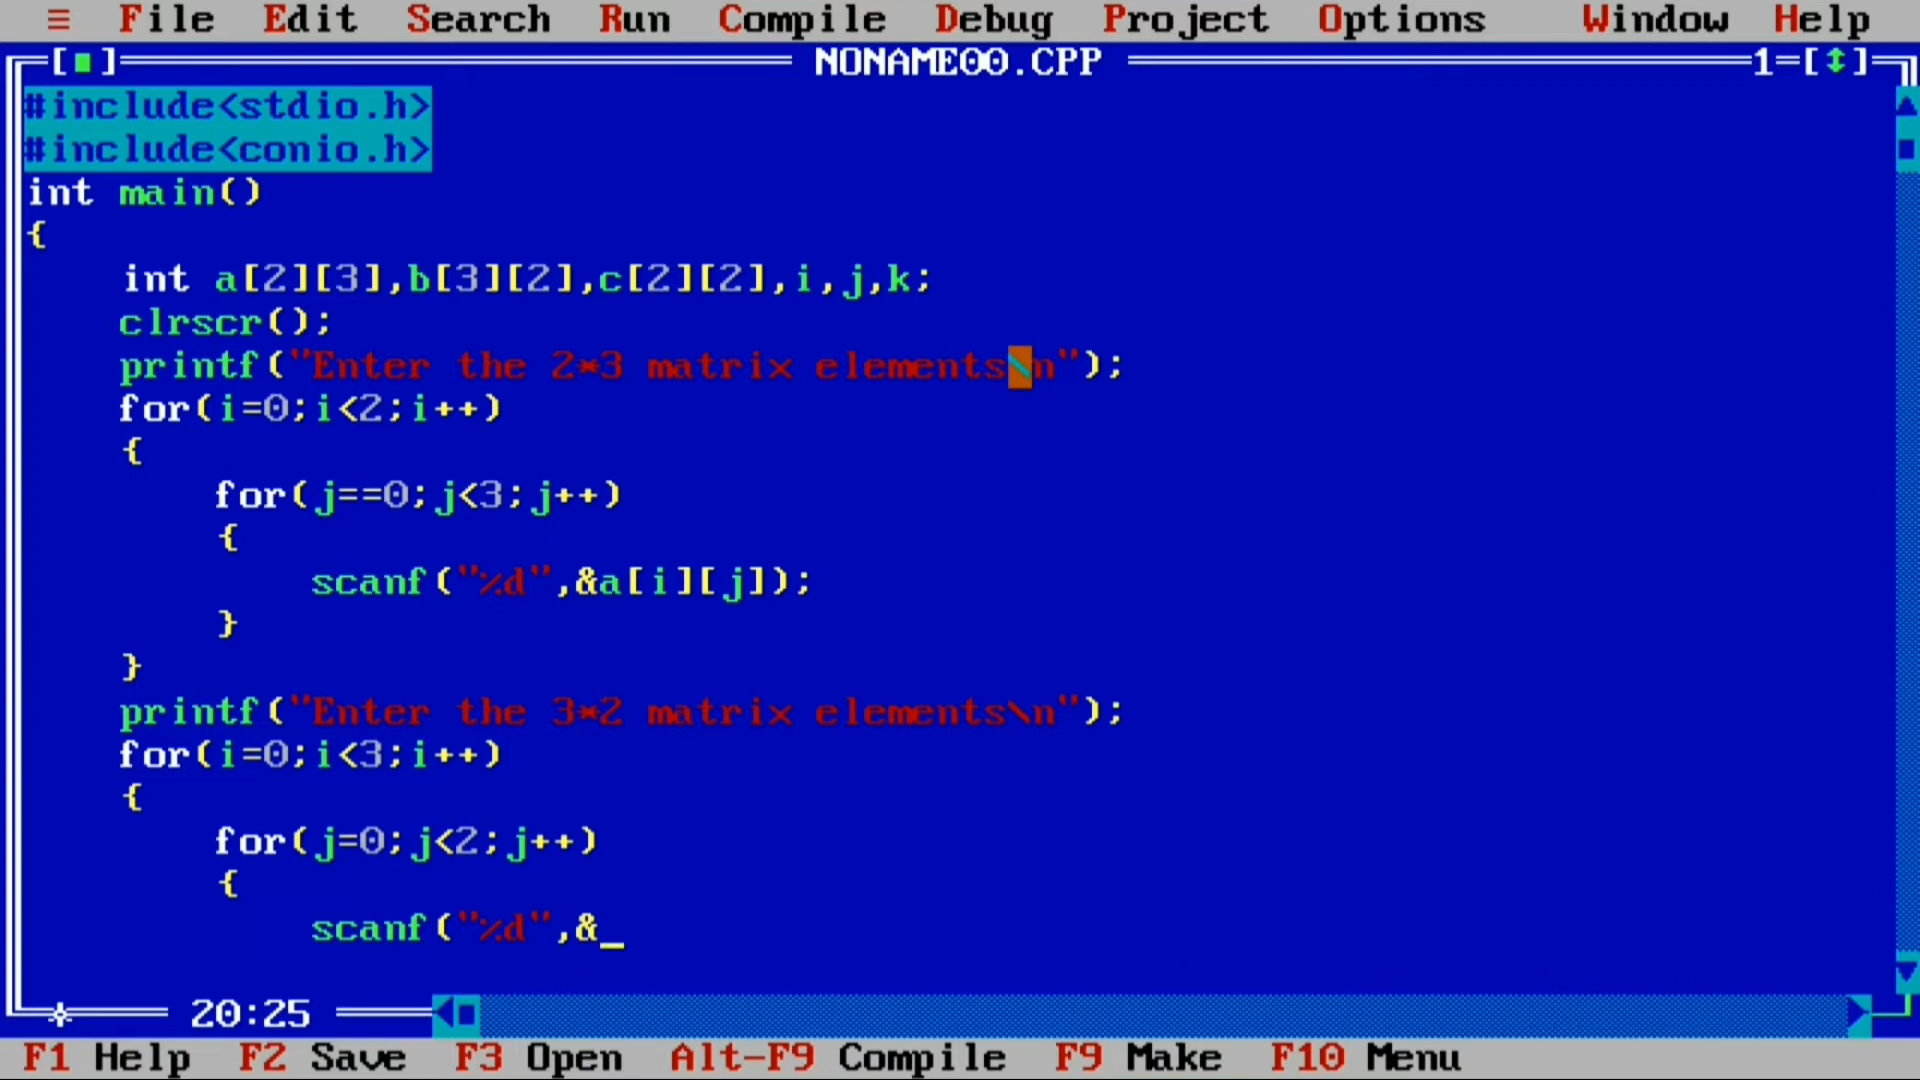 ≡ File Edit Search Run Compile Debug Project Options Window Help
[■] NONAME00.CPP 1=[↕]
#include<stdio.h>
#include<conio.h>
int main()
{
int a[2][3],b[3][2],c[2][2],i,j,k;
clrscr();
printf("Enter the 2*3 matrix elements\n");
for(i=0;i<2;i++)
{
for(j==0;j<3;j++)
{
scanf("%d",&a[i][j]);
}
}
printf("Enter the 3*2 matrix elements\n");
for(i=0;i<3;i++)
{
for(j=0;j<2;j++)
{
scanf("%d",&_
20:25
F1 Help F2 Save F3 Open Alt-F9 Compile F9 Make F10 Menu